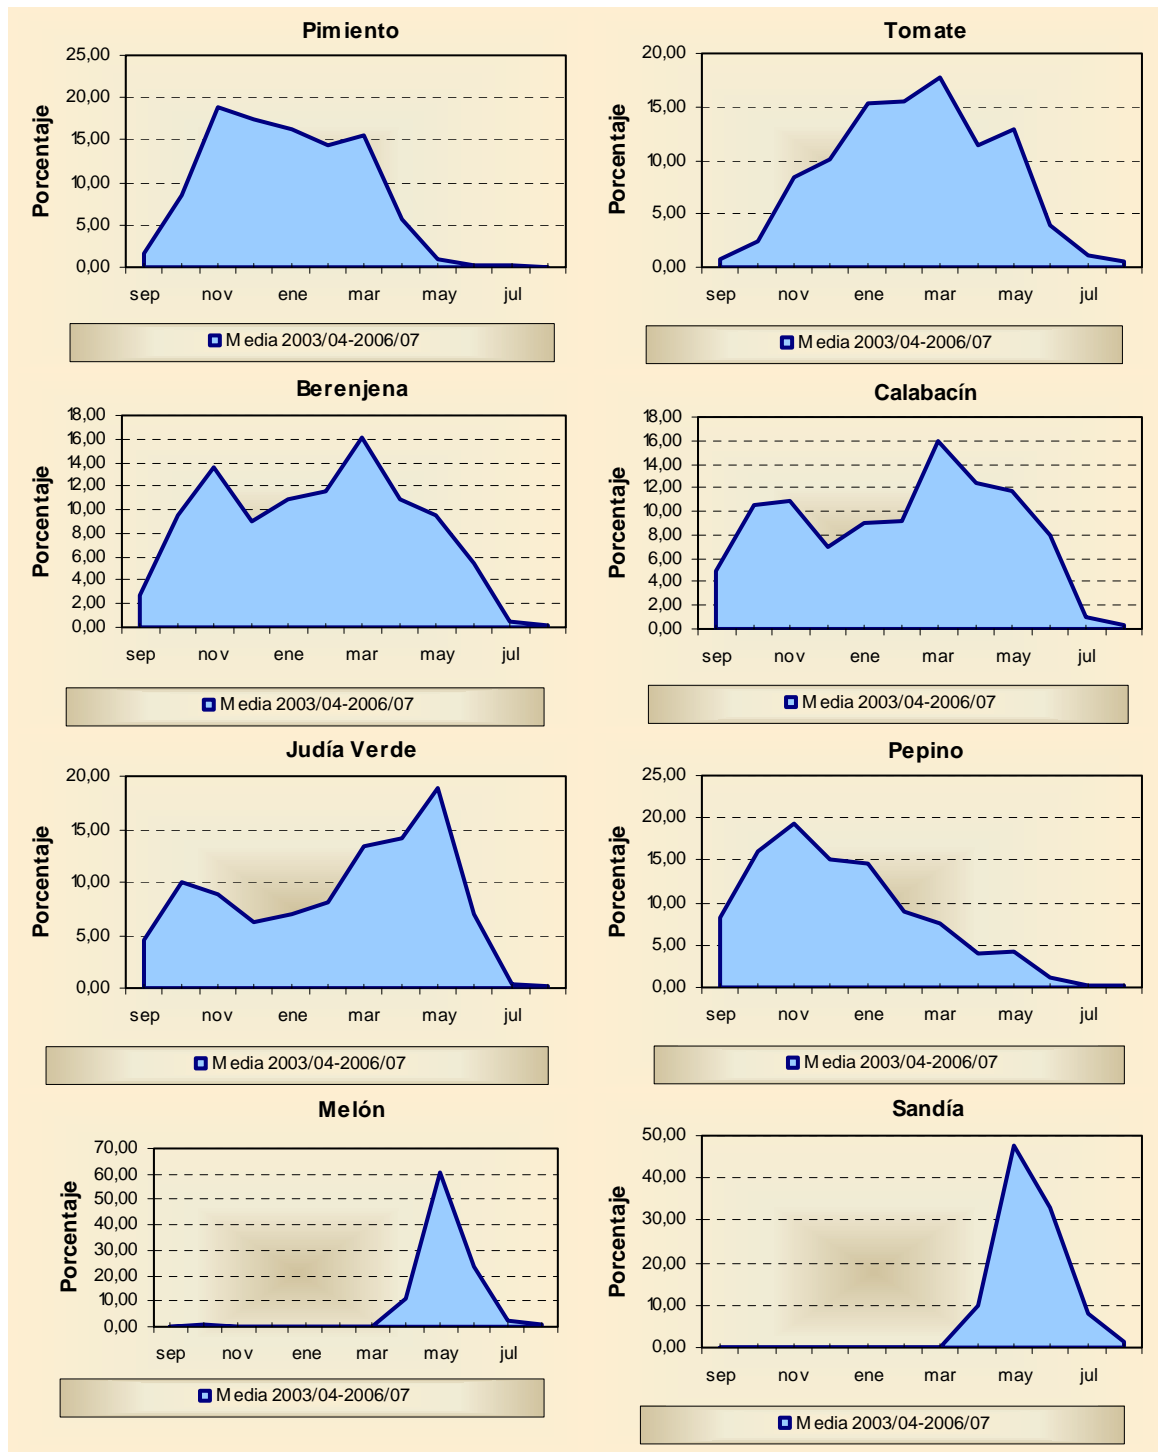 Pimiento
Porcentaje
25,00
20,00
15,00
10,00
5,00
0,00
sep nov ene mar may jul
Media 2003/04-2006/07
Tomate
Porcentaje
20,00
15,00
10,00
5,00
0,00
sep nov ene mar may jul
Media 2003/04-2006/07
Berenjena
Porcentaje
18,00
16,00
14,00
12,00
10,00
8,00
6,00
4,00
2,00
0,00
sep nov ene mar may jul
Media 2003/04-2006/07
Calabacín
Porcentaje
18,00
16,00
14,00
12,00
10,00
8,00
6,00
4,00
2,00
0,00
sep nov ene mar may jul
Media 2003/04-2006/07
Judía Verde
Porcentaje
20,00
15,00
10,00
5,00
0,00
sep nov ene mar may jul
Media 2003/04-2006/07
Pepino
Porcentaje
25,00
20,00
15,00
10,00
5,00
0,00
sep nov ene mar may jul
Media 2003/04-2006/07
Melón
Porcentaje
70,00
60,00
50,00
40,00
30,00
20,00
10,00
0,00
sep nov ene mar may jul
Media 2003/04-2006/07
Sandía
Porcentaje
50,00
40,00
30,00
20,00
10,00
0,00
sep nov ene mar may jul
Media 2003/04-2006/07